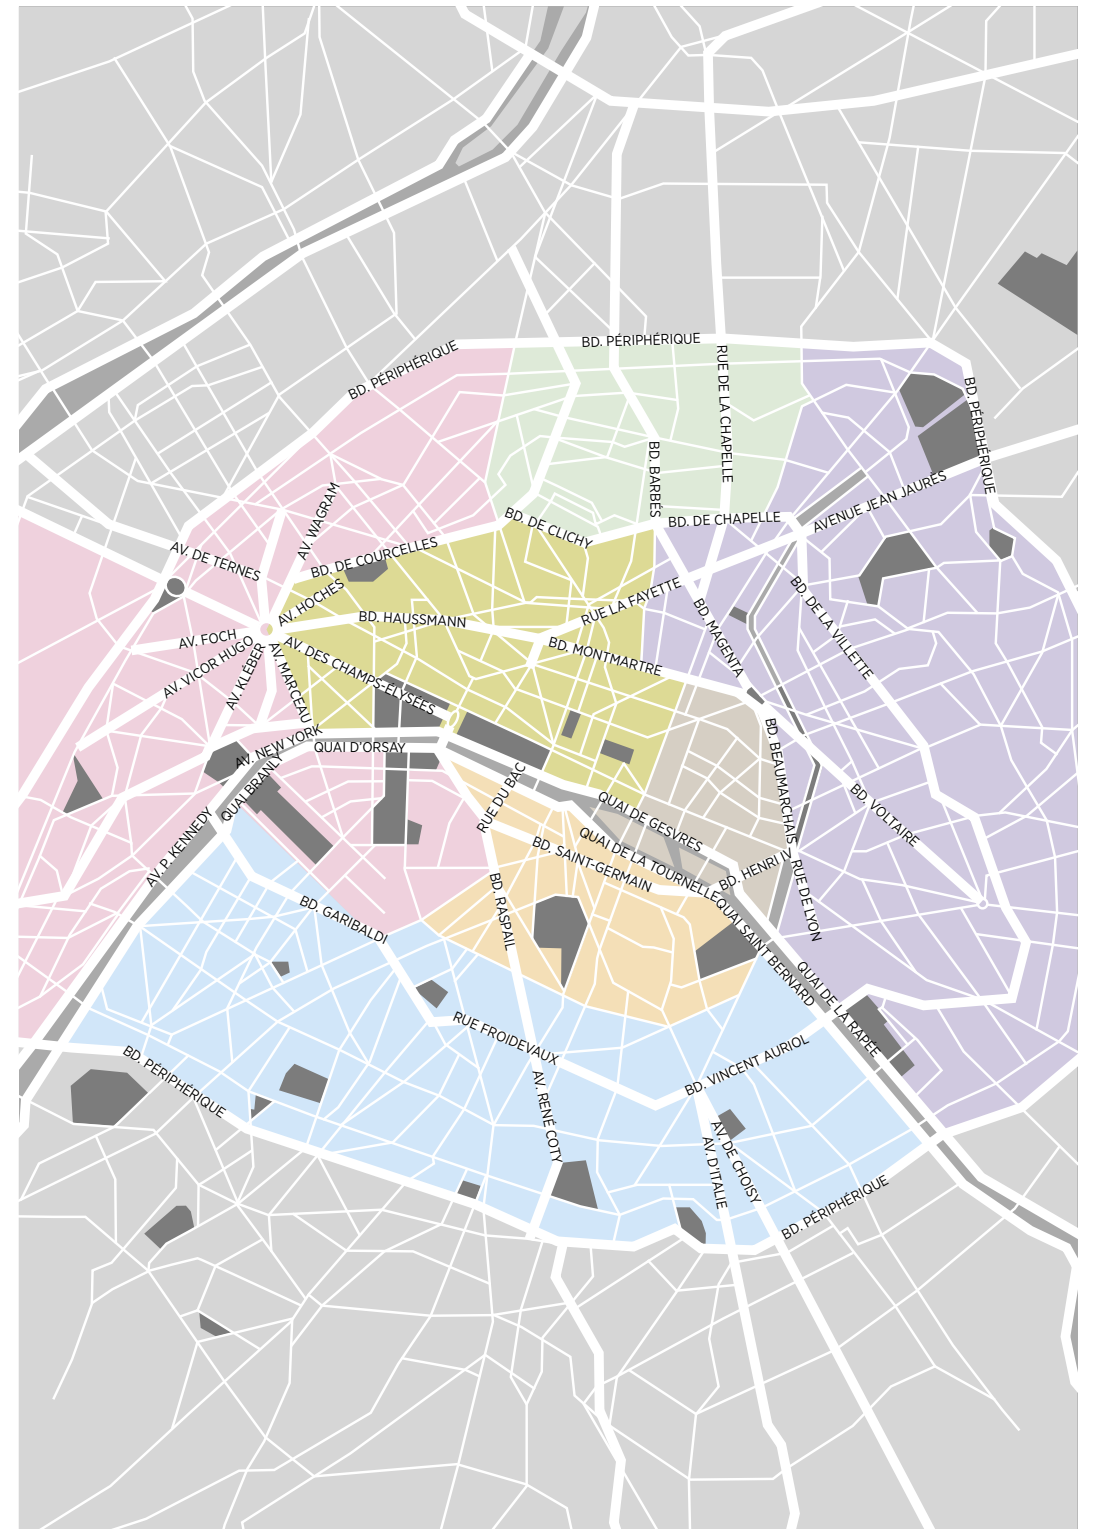 BD. PÉRIPHÉRIQUE
BD. PÉRIPHÉRIQUE
RUE DE LA CHAPELLE
BD. PÉRIPHÉRIQUE
BD. BARBÉS
AV. WAGRAM
AVENUE JEAN JAURÈS
BD. DE CLICHY
BD. DE CHAPELLE
AV. DE TERNES
BD. DE COURCELLES
AV. HOCHES
RUE LA FAYETTE
BD. DE LA VILLETTE
BD. HAUSSMANN
BD. MAGENTA
AV. FOCH
AV. VICOR HUGO
AV. KLEBER
AV. MARCEAU
AV. DES CHAMPS-ÉLYSÉES
BD. MONTMARTRE
AV. NEW YORK
QUAI D'ORSAY
BD. BEAUMARCHAIS
QUAI BRANLY
RUE DU BAC
BD. VOLTAIRE
AV. P. KENNEDY
QUAI DE GESVRES
QUAI DE LA TOURNELLE
BD. SAINT-GERMAIN
BD. HENRI IV
RUE DE LYON
BD. RASPAIL
BD. GARIBALDI
QUAI SAINT BERNARD
QUAI DE LA RAPÉE
RUE FROIDEVAUX
BD. VINCENT AURIOL
BD. PÉRIPHÉRIQUE
AV. RENÉ COTY
AV. DE CHOISY
AV. D'ITALIE
BD. PÉRIPHÉRIQUE